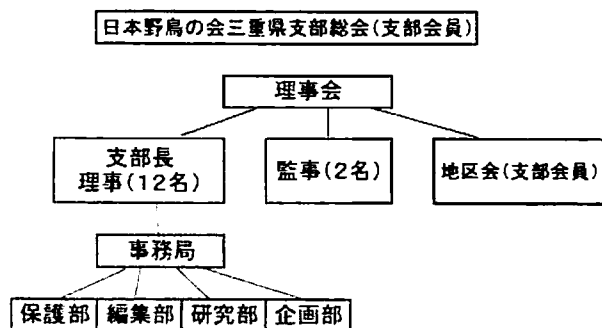 日本野鳥の会三重県支部総会(支部会員)
理事会
支部長
理事(12名)
監事(2名)
地区会(支部会員)
事務局
保護部 編集部 研究部 企画部